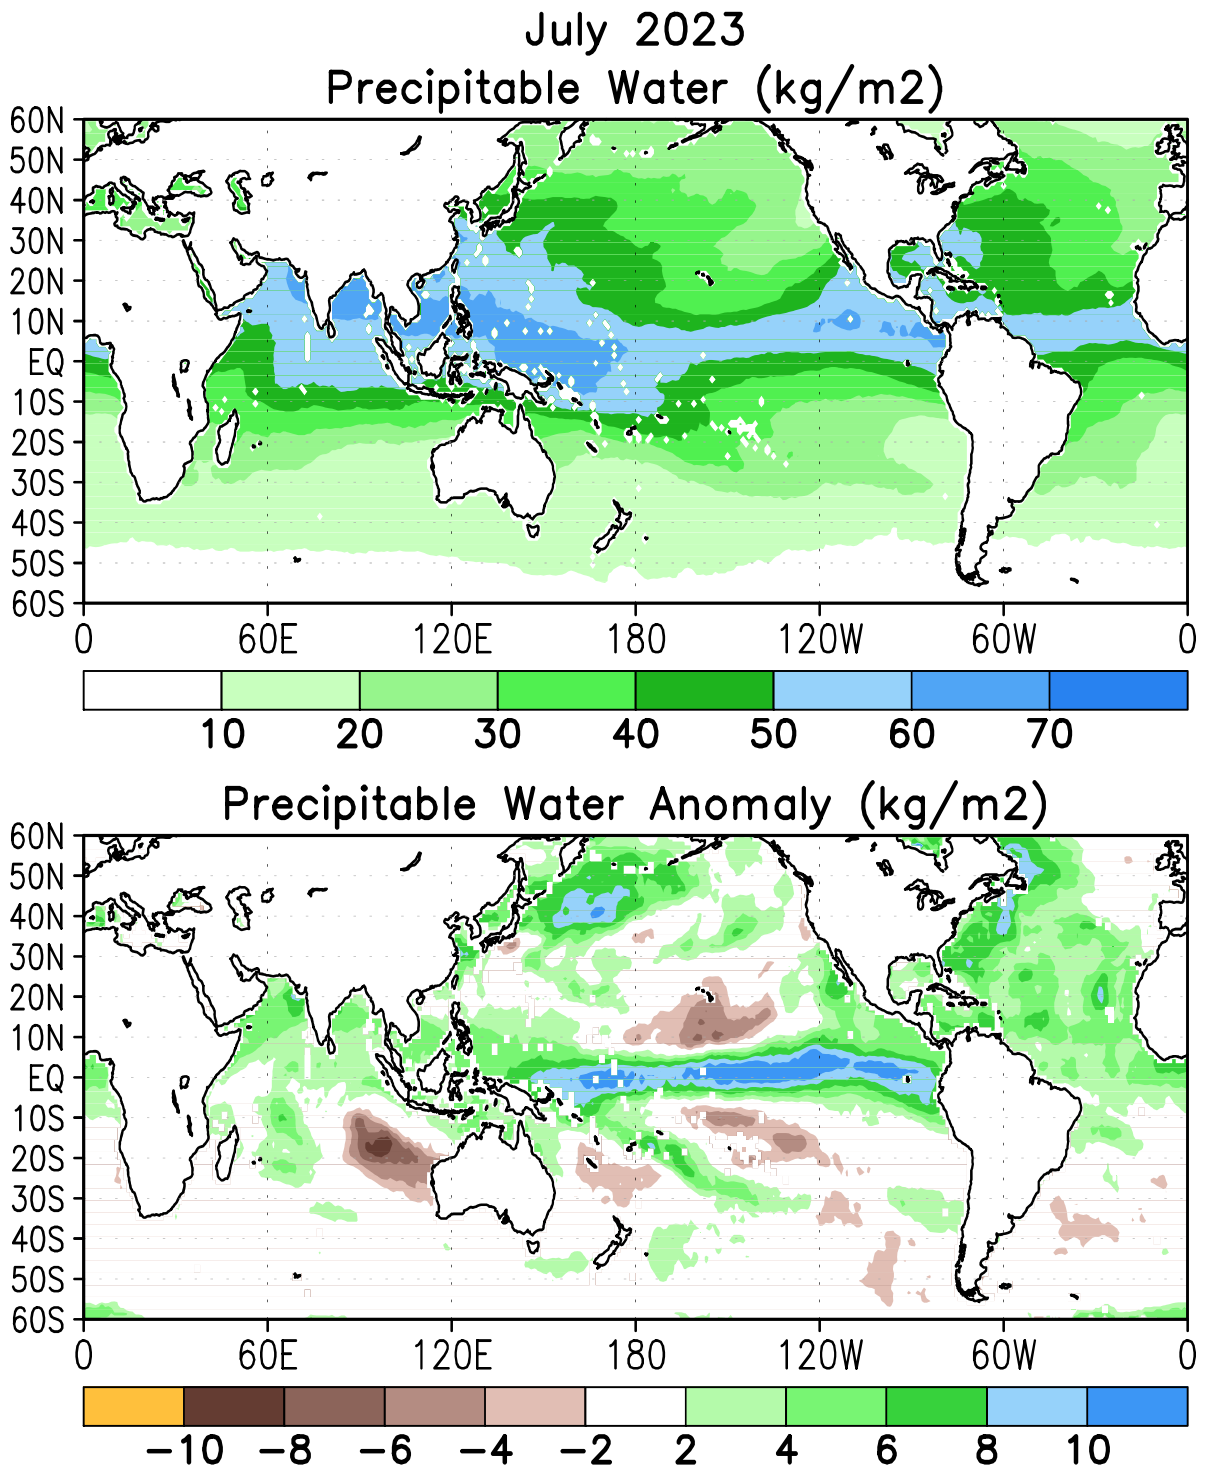 July 2023
Precipitable Water (kg/m2)
60N
50N
40N
30N
20N
10N
EQ
10S
20S
30S
40S
50S
60S
0 60E 120E 180 120W 60W 0
10 20 30 40 50 60 70
Precipitable Water Anomaly (kg/m2)
60N
50N
40N
30N
20N
10N
EQ
10S
20S
30S
40S
50S
60S
0 60E 120E 180 120W 60W 0
−10 −8 −6 −4 −2 2 4 6 8 10